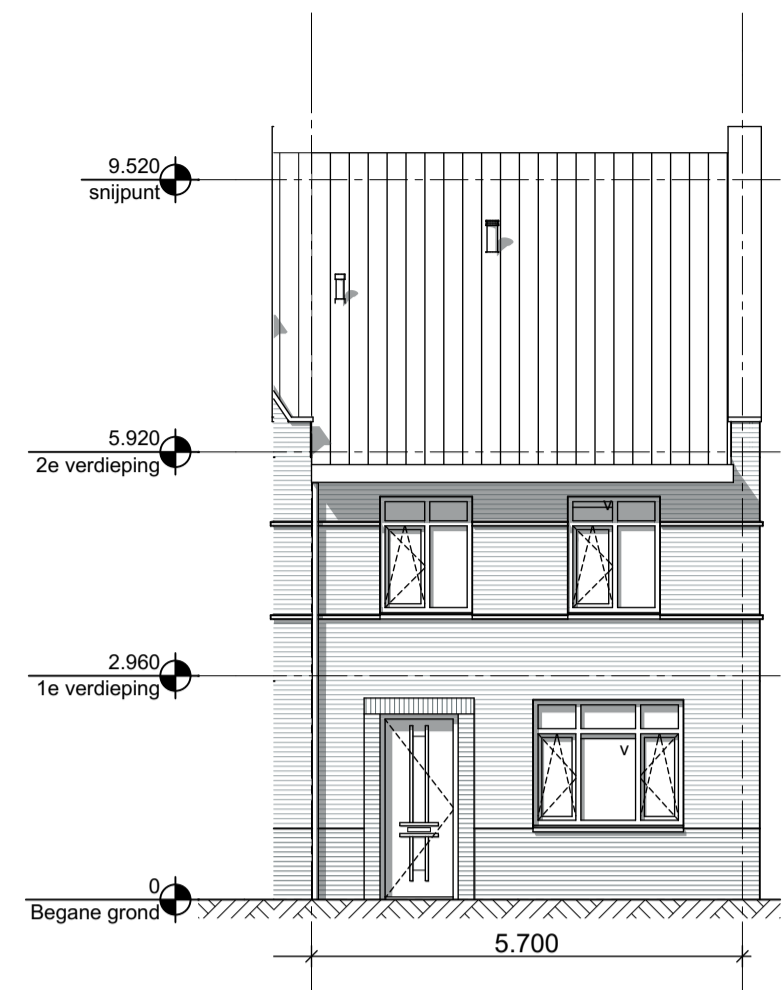 9.520
snijpunt
5.920
2e verdieping
V
2.960
1e verdieping
V
0
Begane grond
5.700